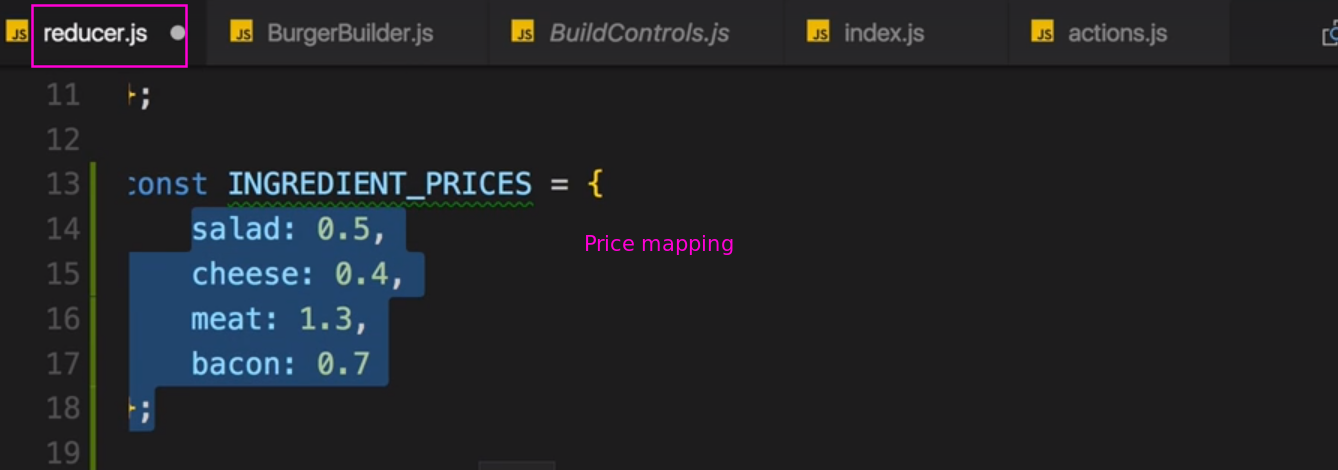 JS reducer.js JS BurgerBuilder.js JS BuildControls.js JS index.js JS actions.js
11 };
12
13 const INGREDIENT_PRICES = {
14 salad: 0.5,
Price mapping
15 cheese: 0.4,
16 meat: 1.3,
17 bacon: 0.7
18 };
19